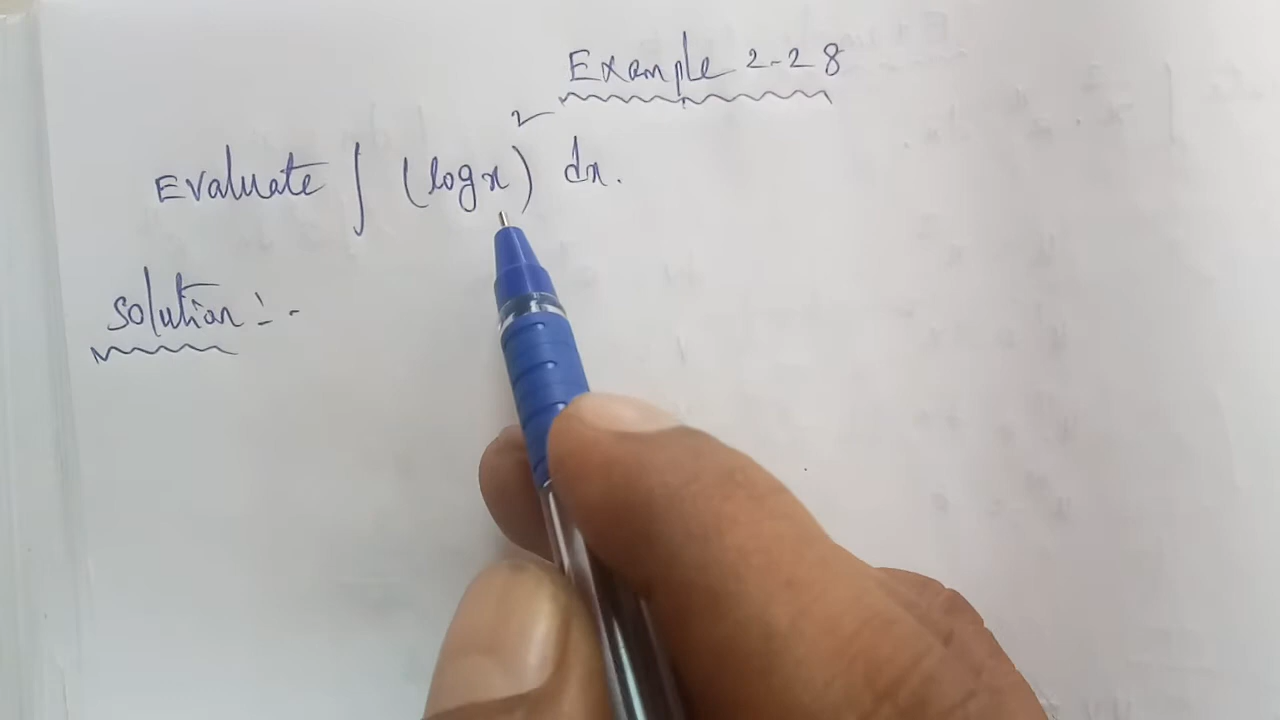 Example 2.28
Evaluate ∫ (log x)² dx.
Solution :-